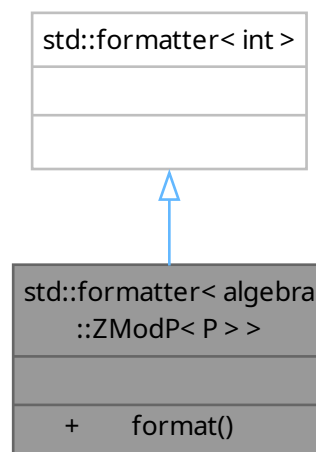 std::formatter< int >
std::formatter< algebra
::ZModP< P > >
+ format()